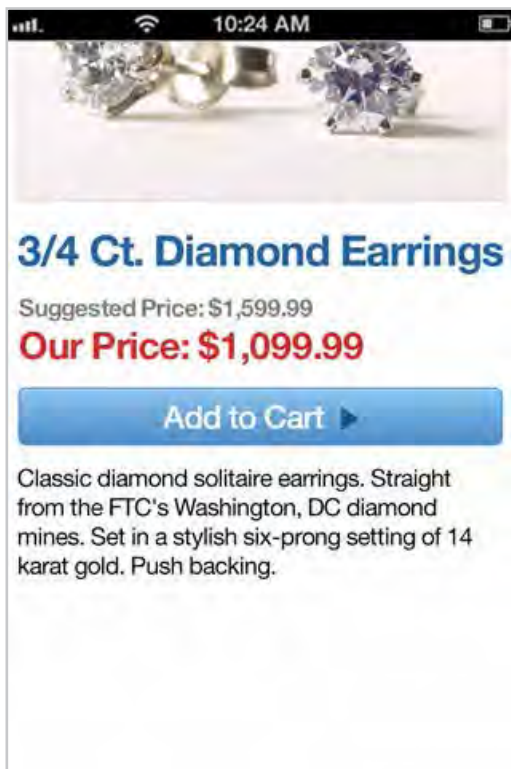 10:24 AM
3/4 Ct. Diamond Earrings
Suggested Price: $1,599.99
Our Price: $1,099.99
Add to Cart
Classic diamond solitaire earrings. Straight
from the FTC's Washington, DC diamond
mines. Set in a stylish six-prong setting of 14
karat gold. Push backing.